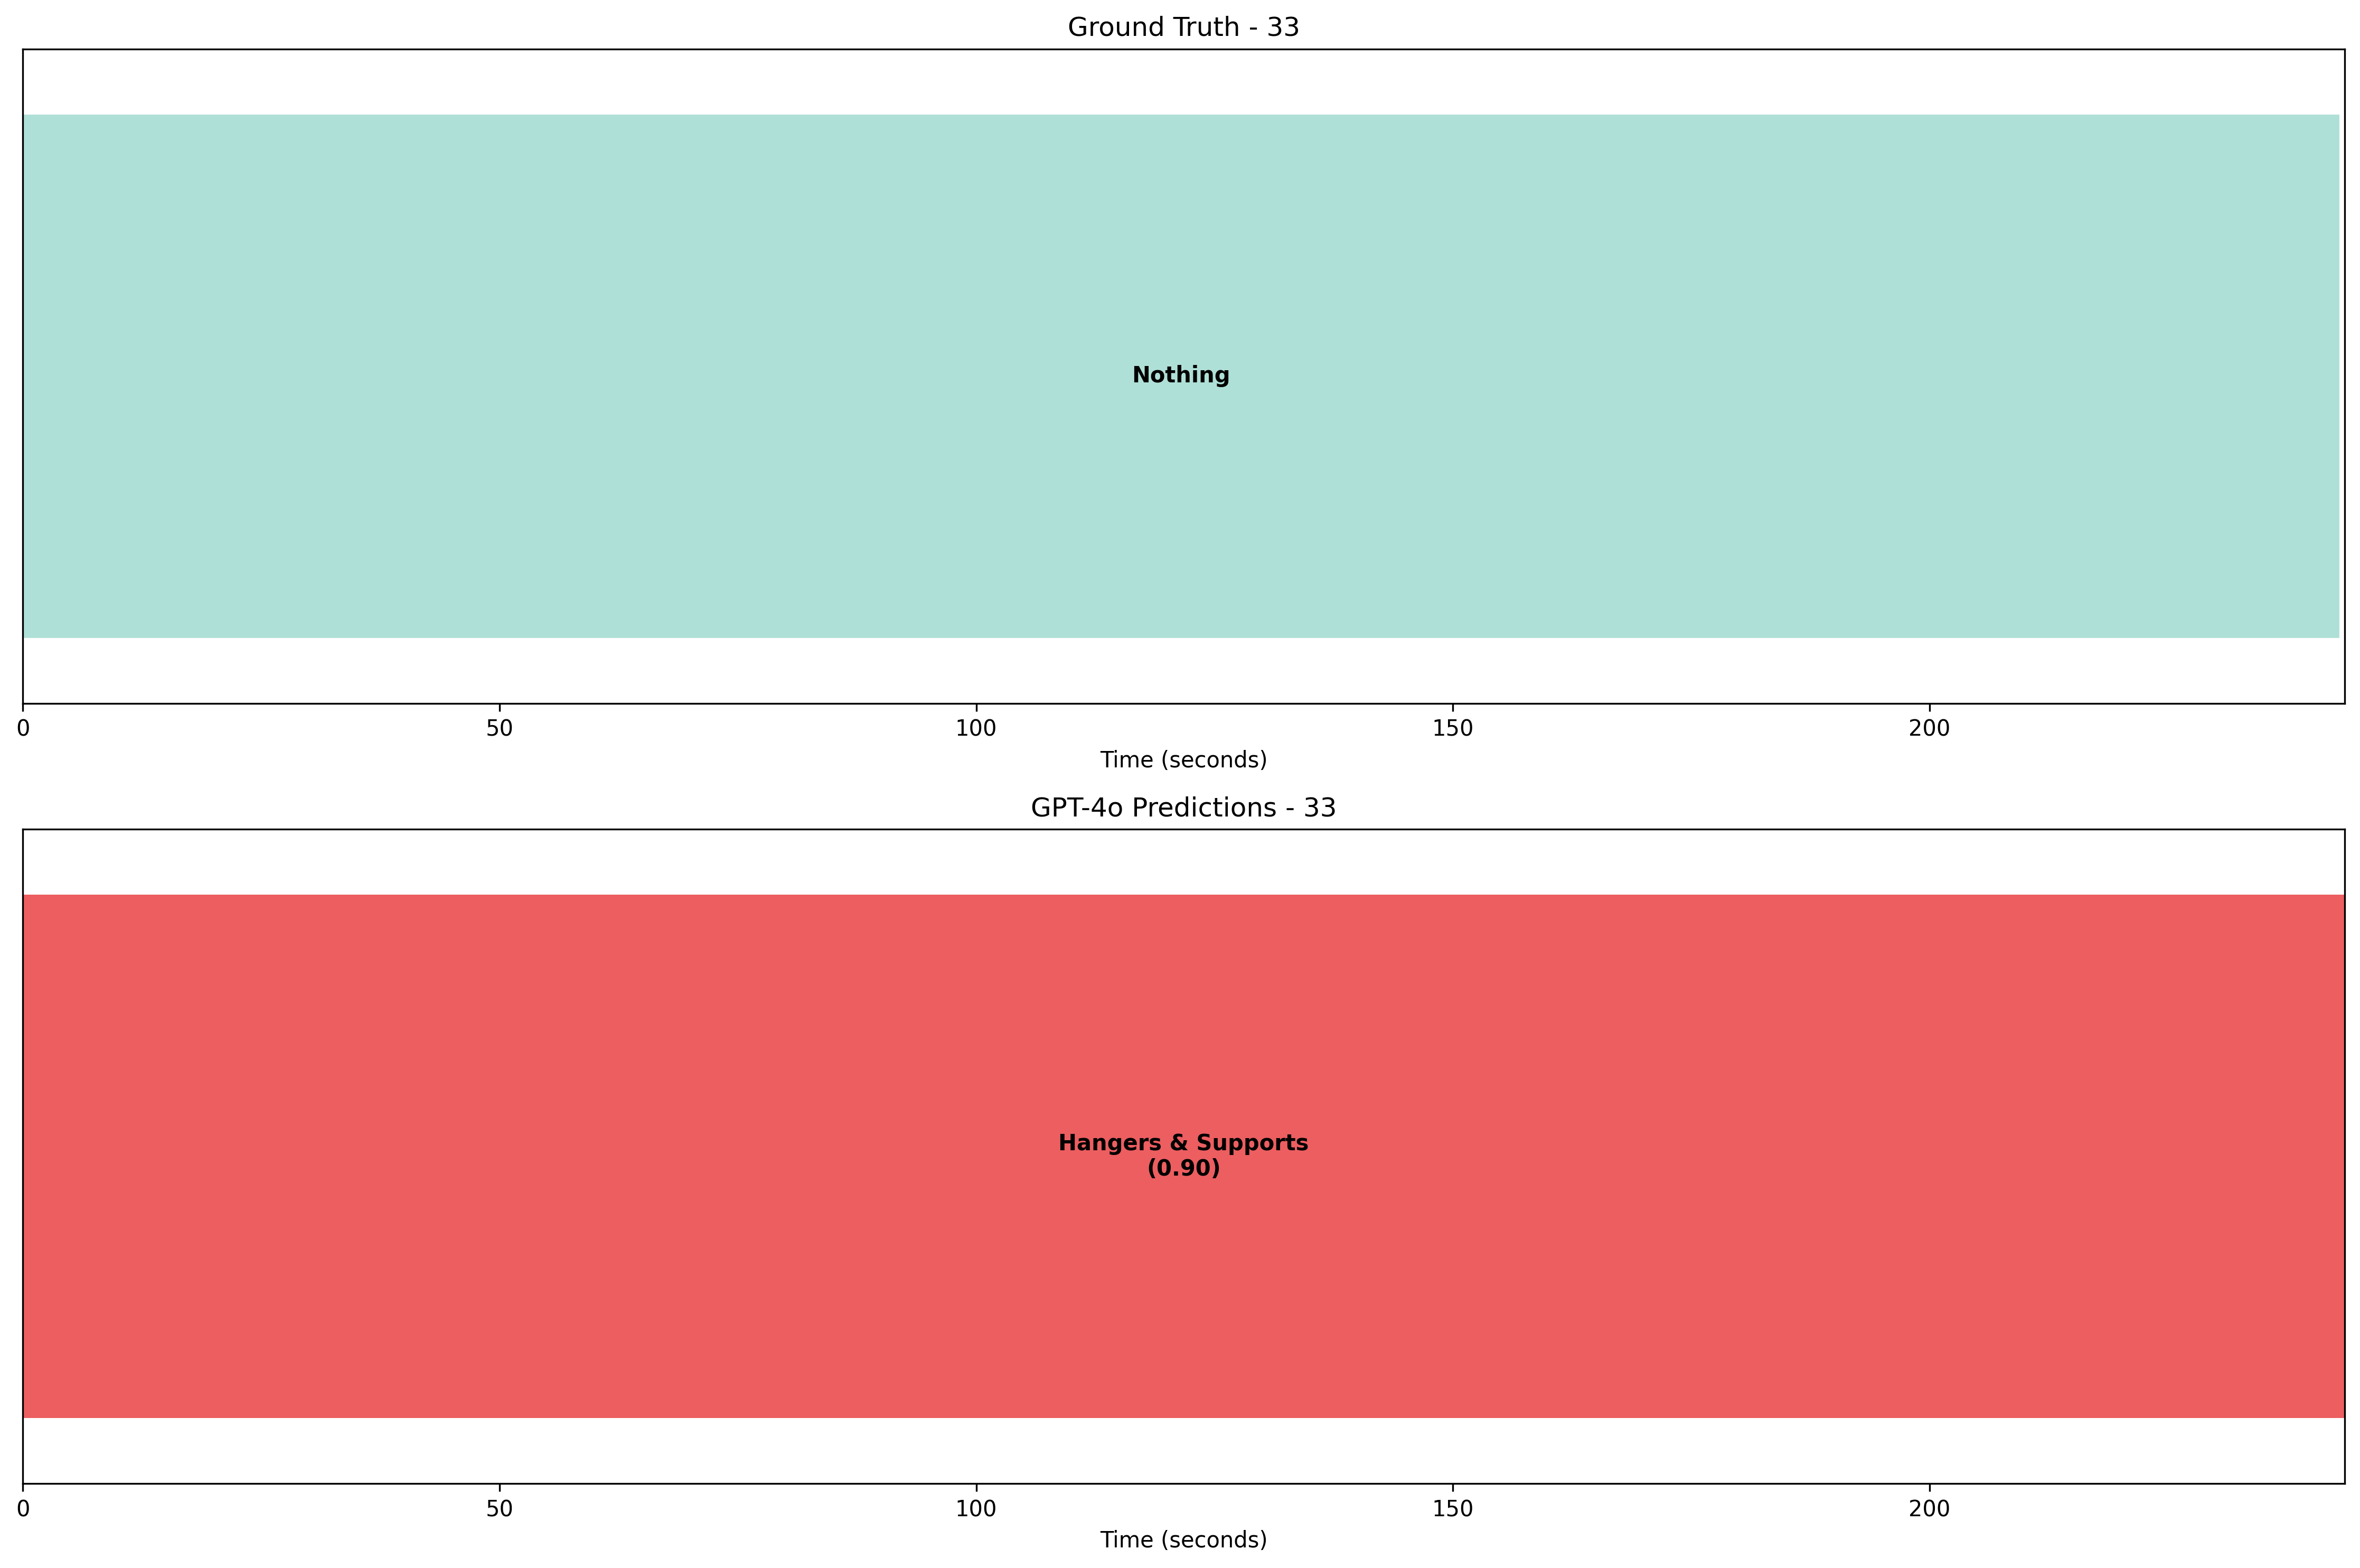 Ground Truth - 33
Nothing
0 50 100 150 200
Time (seconds)
GPT-4o Predictions - 33
Hangers & Supports
(0.90)
0 50 100 150 200
Time (seconds)